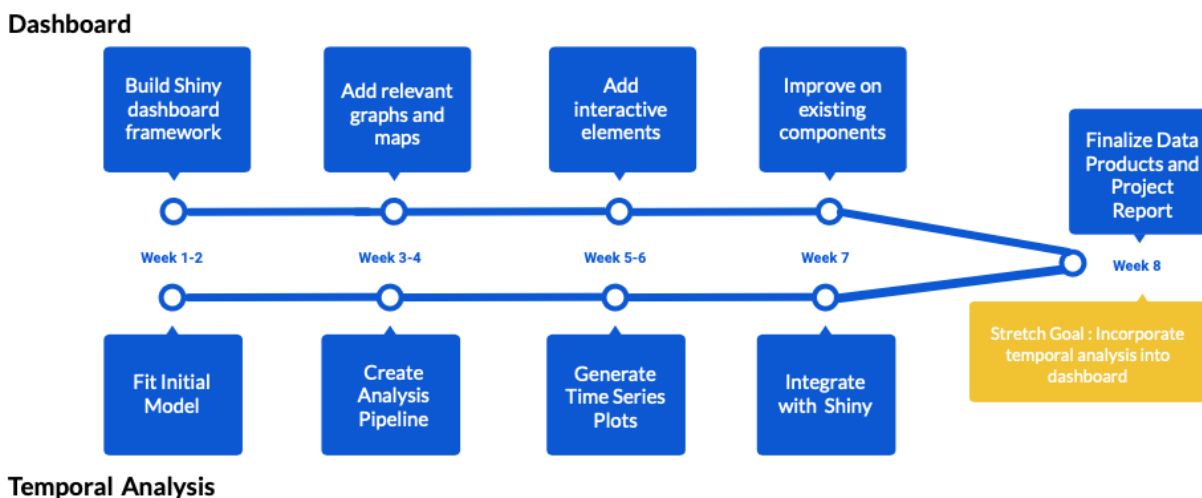 Dashboard
Build Shiny
dashboard
framework
Add relevant
graphs and
maps
Add
interactive
elements
Improve on
existing
components
Finalize Data
Products and
Project
Report
Week 1-2
Week 3-4
Week 5-6
Week 7
Week 8
Fit Initial
Model
Create
Analysis
Pipeline
Generate
Time Series
Plots
Integrate
with Shiny
Stretch Goal : Incorporate
temporal analysis into
dashboard
Temporal Analysis